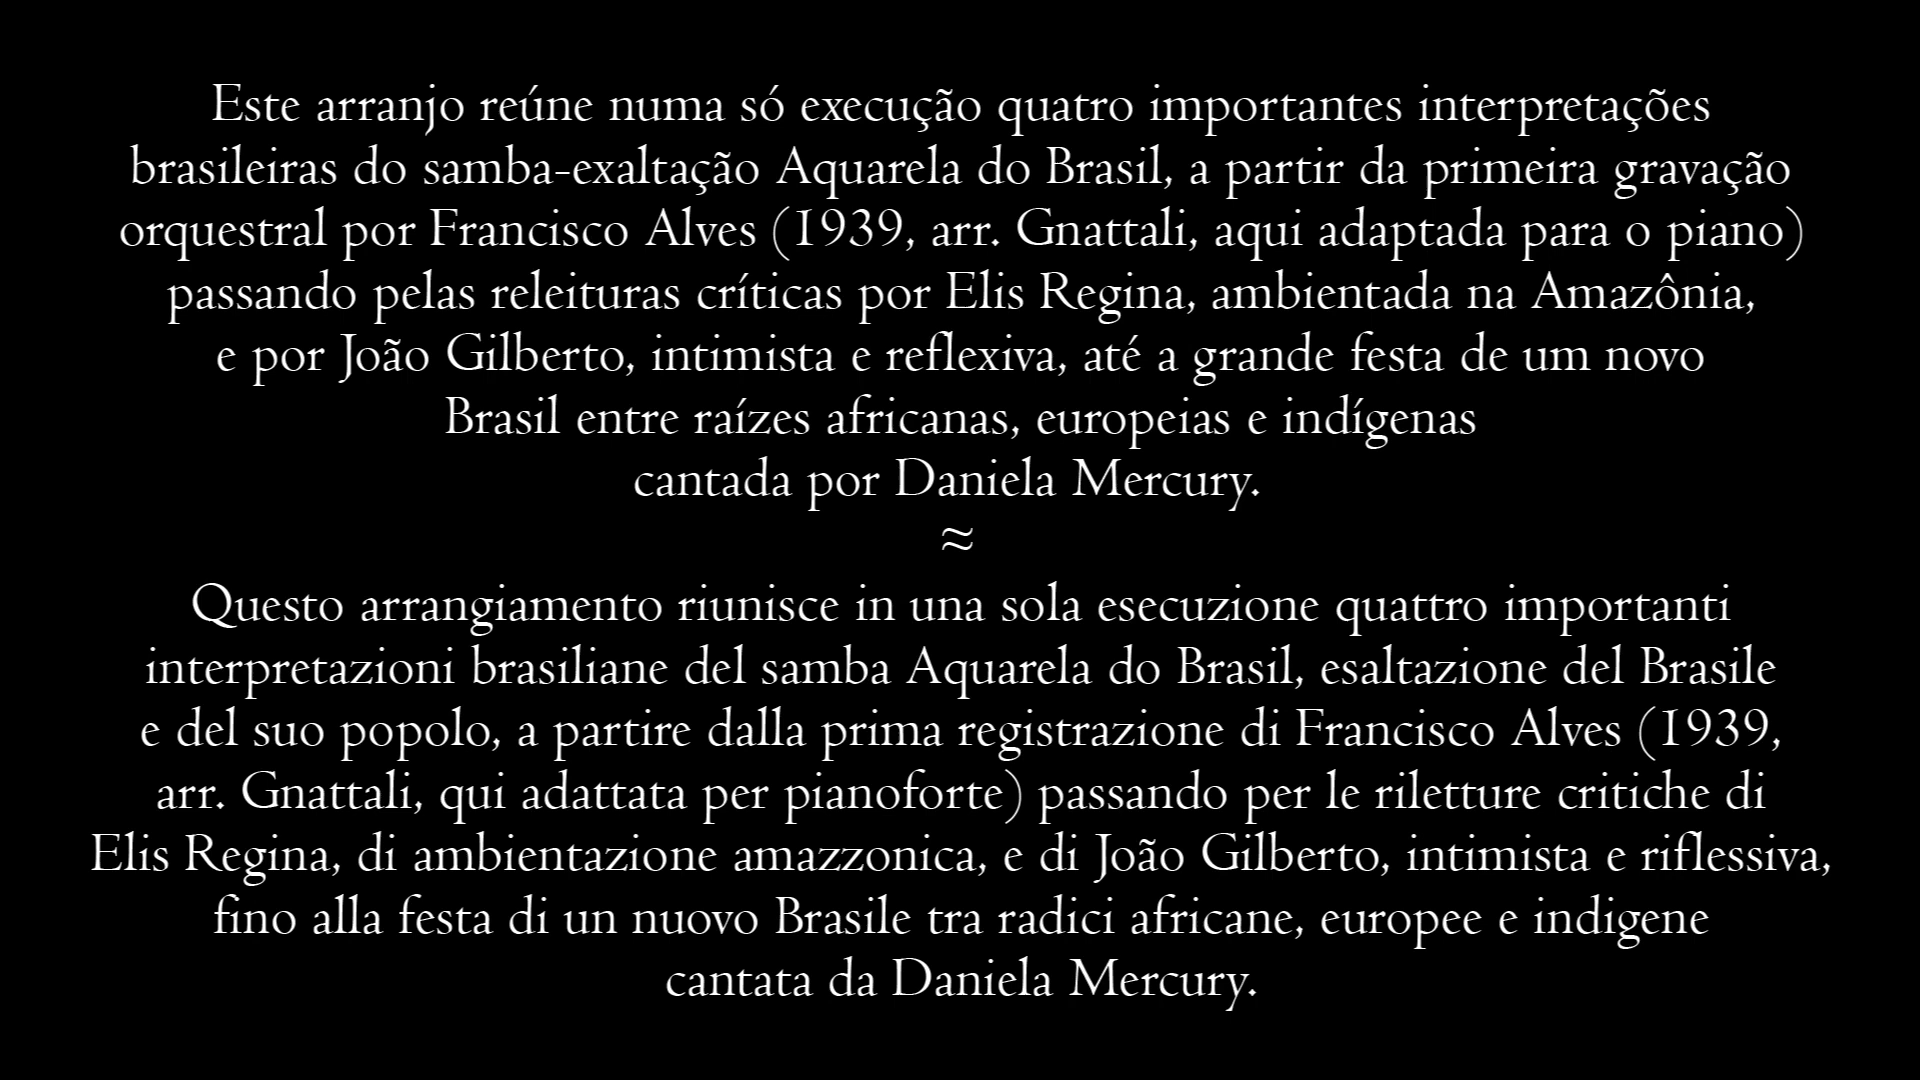 Este arranjo reúne numa só execução quatro importantes interpretações
brasileiras do samba-exaltação Aquarela do Brasil, a partir da primeira gravação
orquestral por Francisco Alves (1939, arr. Gnattali, aqui adaptada para o piano)
passando pelas releituras críticas por Elis Regina, ambientada na Amazônia,
e por João Gilberto, intimista e reflexiva, até a grande festa de um novo
Brasil entre raízes africanas, europeias e indígenas
cantada por Daniela Mercury.
≈
Questo arrangiamento riunisce in una sola esecuzione quattro importanti
interpretazioni brasiliane del samba Aquarela do Brasil, esaltazione del Brasile
e del suo popolo, a partire dalla prima registrazione di Francisco Alves (1939,
arr. Gnattali, qui adattata per pianoforte) passando per le riletture critiche di
Elis Regina, di ambientazione amazzonica, e di João Gilberto, intimista e riflessiva,
fino alla festa di un nuovo Brasile tra radici africane, europee e indigene
cantata da Daniela Mercury.